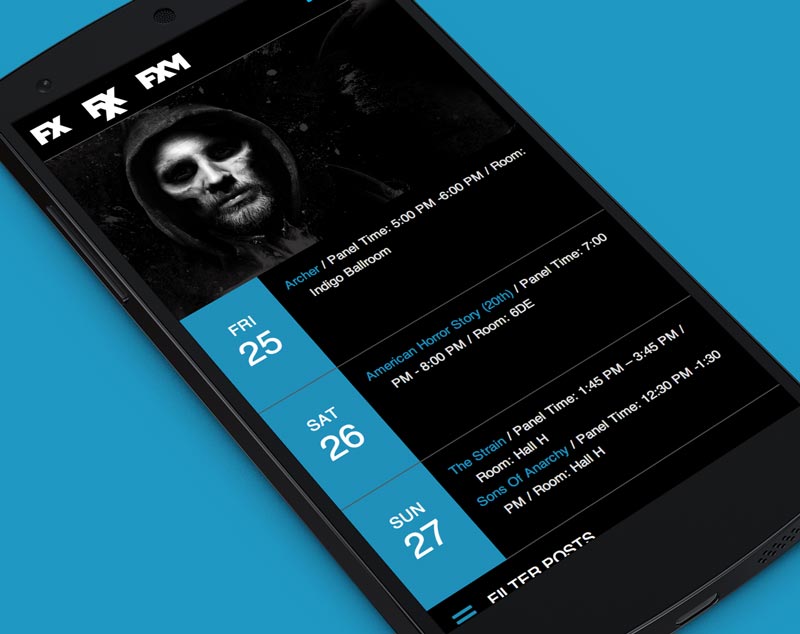 FX FXX FXM
FRI
25
Archer / Panel Time: 5:00 PM -6:00 PM / Room:
Indigo Ballroom
SAT
26
American Horror Story (20th) / Panel Time: 7:00
PM - 8:00 PM / Room: 6DE
SUN
27
The Strain / Panel Time: 1:45 PM – 3:45 PM /
Room: Hall H
Sons Of Anarchy / Panel Time: 12:30 PM -1:30
PM / Room: Hall H
FILTER POSTS